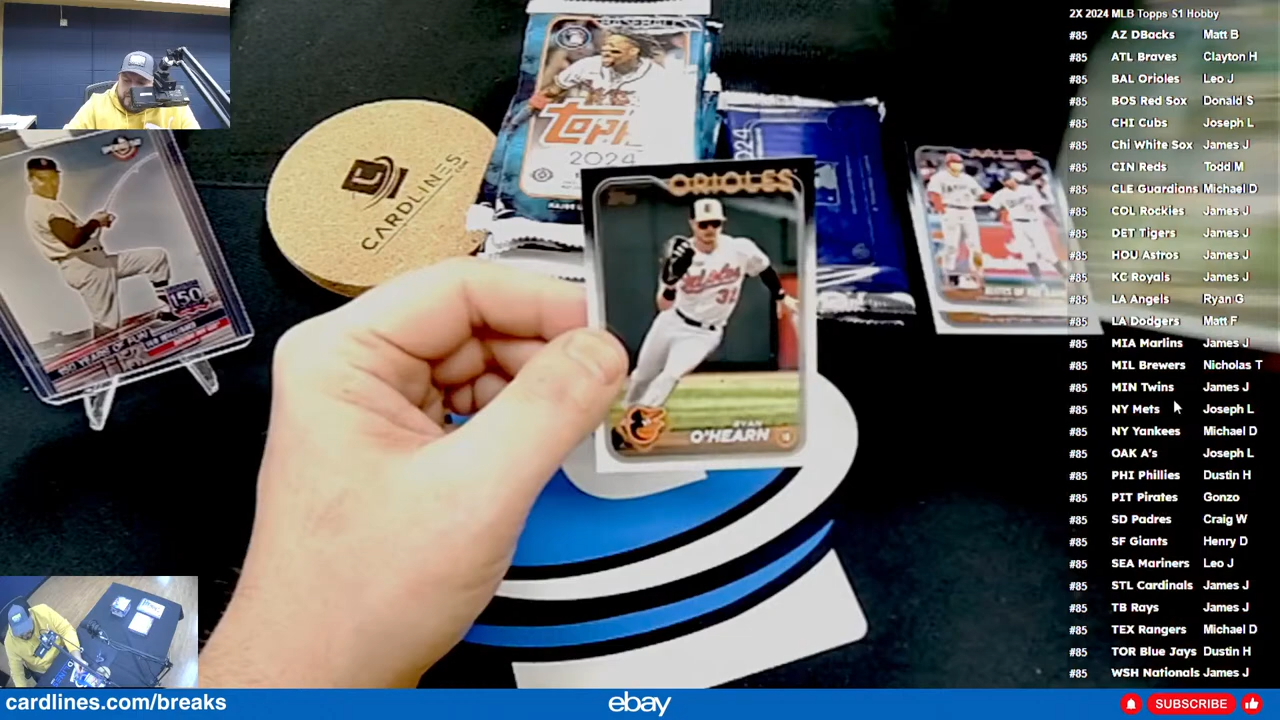 2X 2024 MLB Topps S1 Hobby
#85 AZ DBacks Matt B
#85 ATL Braves Clayton H
#85 BAL Orioles Leo J
#85 BOS Red Sox Donald S
#85 CHI Cubs Joseph L
#85 Chi White Sox James J
#85 CIN Reds Todd M
#85 CLE Guardians Michael D
#85 COL Rockies James J
#85 DET Tigers James J
#85 HOU Astros James J
#85 KC Royals James J
#85 LA Angels Ryan G
#85 LA Dodgers Matt F
#85 MIA Marlins James J
#85 MIL Brewers Nicholas T
#85 MIN Twins James J
#85 NY Mets Joseph L
#85 NY Yankees Michael D
#85 OAK A's Joseph L
#85 PHI Phillies Dustin H
#85 PIT Pirates Gonzo
#85 SD Padres Craig W
#85 SF Giants Henry D
#85 SEA Mariners Leo J
#85 STL Cardinals James J
#85 TB Rays James J
#85 TEX Rangers Michael D
#85 TOR Blue Jays Dustin H
#85 WSH Nationals James J
BASEBALL
topps
2024
2024
L
CARDLINES
ORIOLES
Topps
Orioles
32
RYAN
O'HEARN
150
TED WILLIAMS
cardlines.com/breaks
ebay
SUBSCRIBE